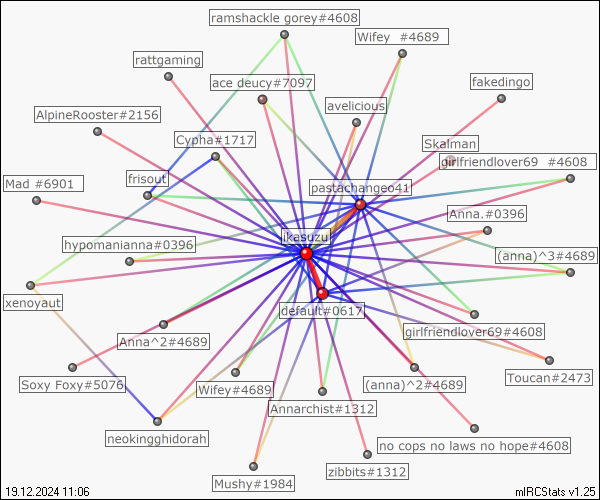 ramshackle gorey#4608
Wifey #4689
rattgaming
ace deucy#7097
fakedingo
avelicious
AlpineRooster#2156
Cypha#1717
Skalman
girlfriendlover69 #4608
frisout
Mad #6901
pastachangeo41
Anna.#0396
ikasuzu
hypomanianna#0396
(anna)^3#4689
xenoyaut
default#0617
girlfriendlover69#4608
Anna^2#4689
Soxy Foxy#5076
Wifey#4689
(anna)^2#4689
Toucan#2473
Annarchist#1312
neokingghidorah
no cops no laws no hope#4608
zibbits#1312
Mushy#1984
19.12.2024 11:06
mIRCStats v1.25